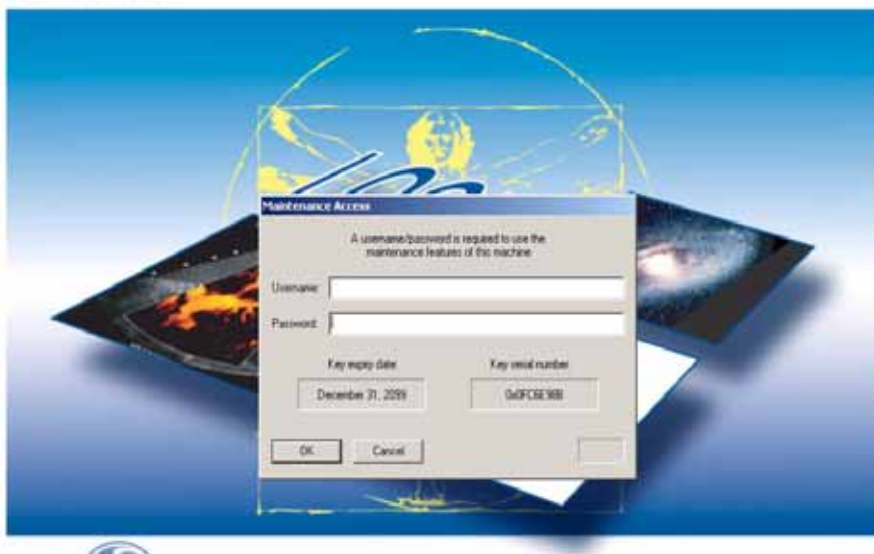 Maintenance Access
A username/password is required to use the
maintenance features of this machine
Username:
Password:
Key expiry date:
Key serial number
December 31, 2099
OK
Cancel